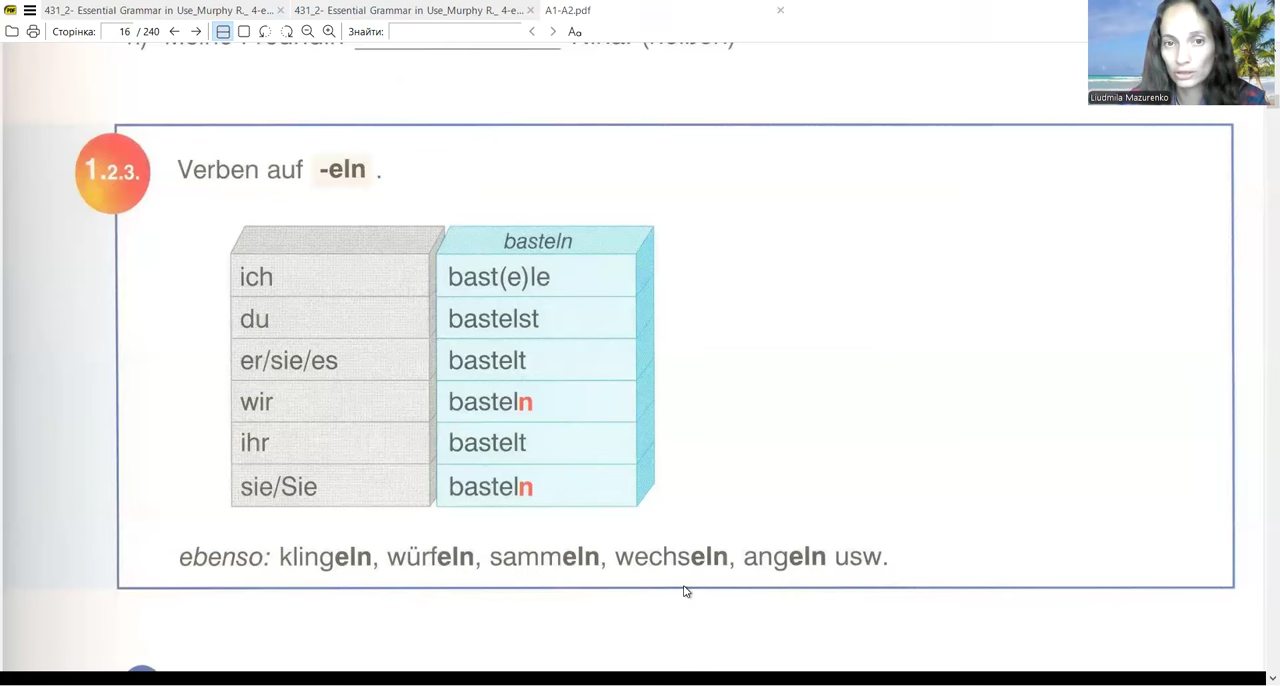 431_2- Essential Grammar in Use_Murphy R._ 4-e...
431_2- Essential Grammar in Use_Murphy R._ 4-e...
A1-A2.pdf
Сторінка: 16 / 240
Знайти:
Aa
Liudmila Mazurenko
1.2.3. Verben auf -eln .
basteln
ich bast(e)le
du bastelst
er/sie/es bastelt
wir basteln
ihr bastelt
sie/Sie basteln
ebenso: klingeln, würfeln, sammeln, wechseln, angeln usw.